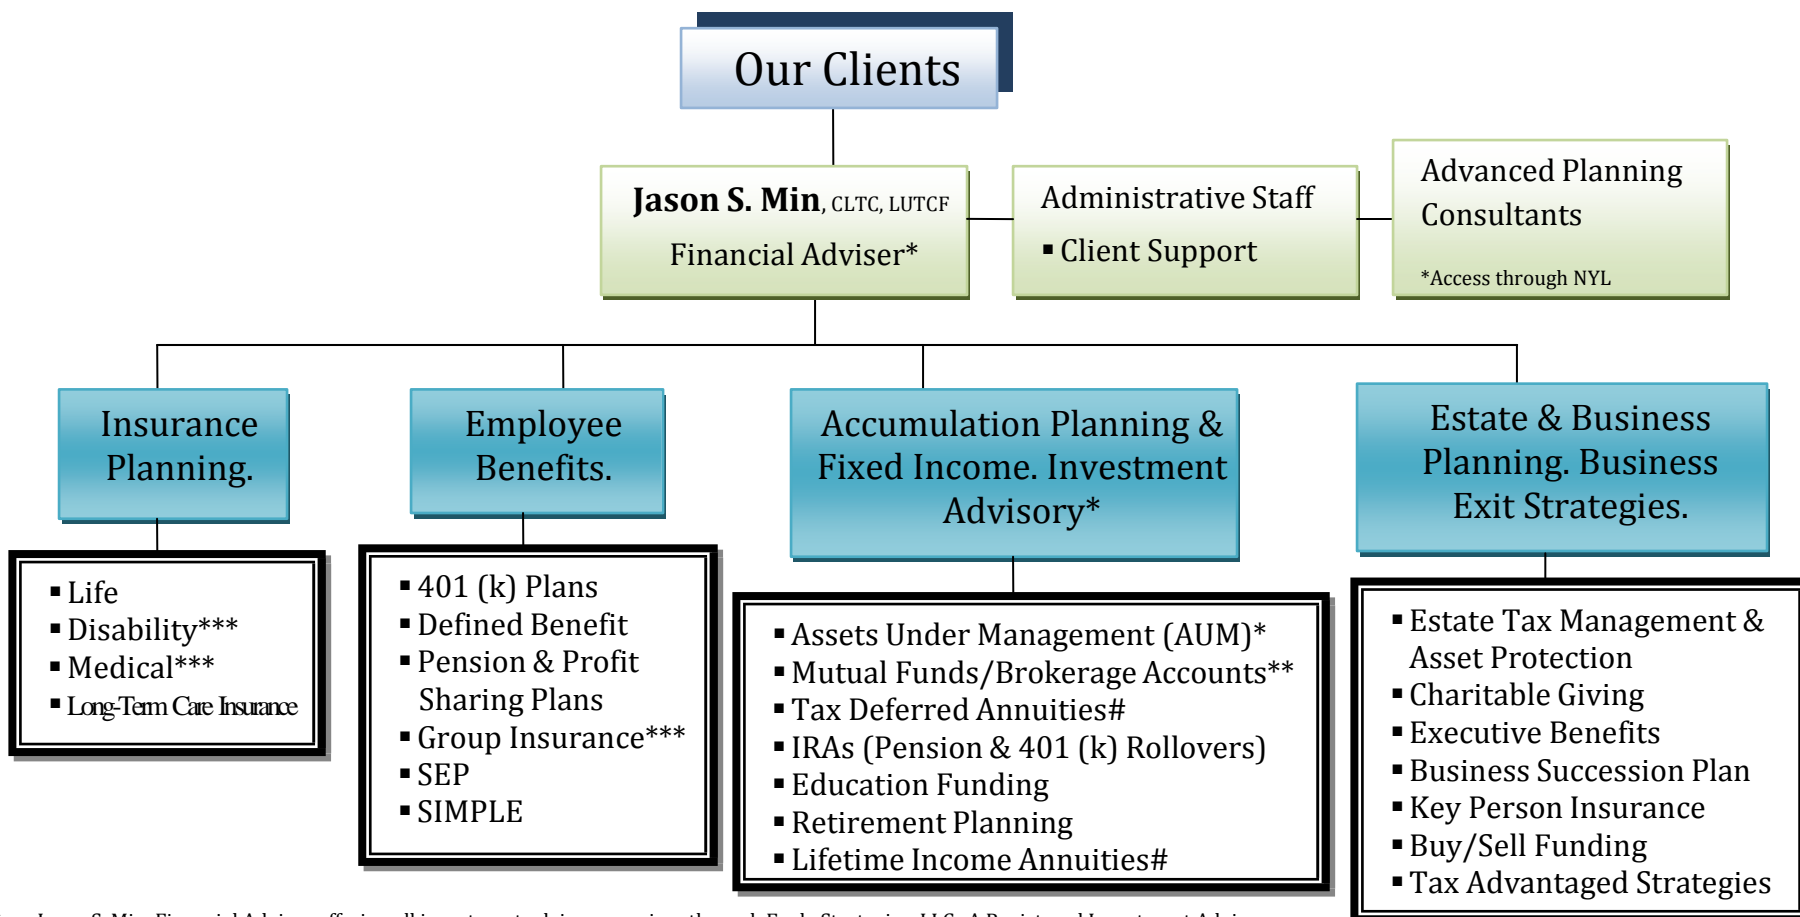 Our Clients
Jason S. Min, CLTC, LUTCF
Financial Adviser*
Administrative Staff
▪ Client Support
Advanced Planning
Consultants
*Access through NYL
Insurance
Planning.
▪ Life
▪ Disability***
▪ Medical***
▪ Long-Term Care Insurance
Employee
Benefits.
▪ 401 (k) Plans
▪ Defined Benefit
▪ Pension & Profit
Sharing Plans
▪ Group Insurance***
▪ SEP
▪ SIMPLE
Accumulation Planning &
Fixed Income. Investment
Advisory*
▪ Assets Under Management (AUM)*
▪ Mutual Funds/Brokerage Accounts**
▪ Tax Deferred Annuities#
▪ IRAs (Pension & 401 (k) Rollovers)
▪ Education Funding
▪ Retirement Planning
▪ Lifetime Income Annuities#
Estate & Business
Planning. Business
Exit Strategies.
▪ Estate Tax Management &
Asset Protection
▪ Charitable Giving
▪ Executive Benefits
▪ Business Succession Plan
▪ Key Person Insurance
▪ Buy/Sell Funding
▪ Tax Advantaged Strategies
Jason S. Min, Financial Adviser offering